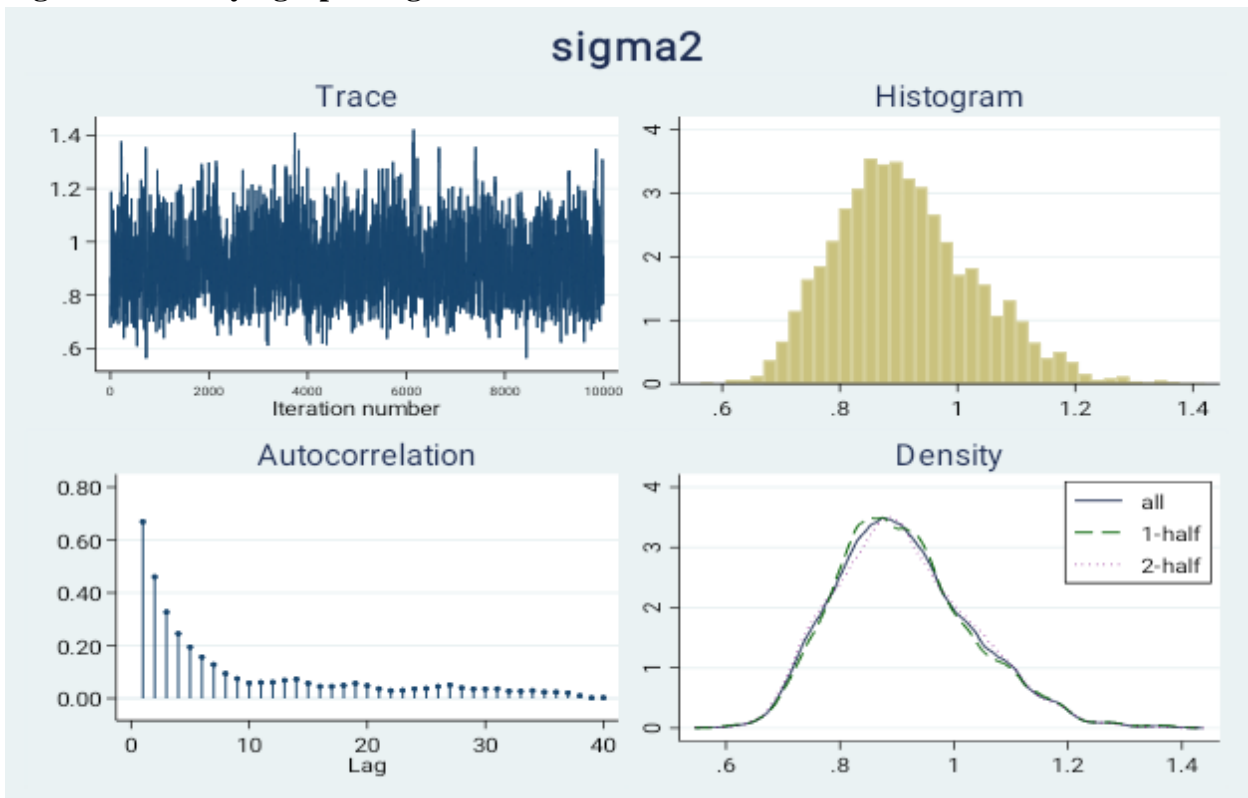 sigma2
Trace
1.4
1.2
1
.8
.6
0 2000 4000 6000 8000 10000
Iteration number
Histogram
4
3
2
1
0
.6 .8 1 1.2 1.4
Autocorrelation
0.80
0.60
0.40
0.20
0.00
0 10 20 30 40
Lag
Density
4
3
2
1
0
.6 .8 1 1.2 1.4
all
1-half
2-half